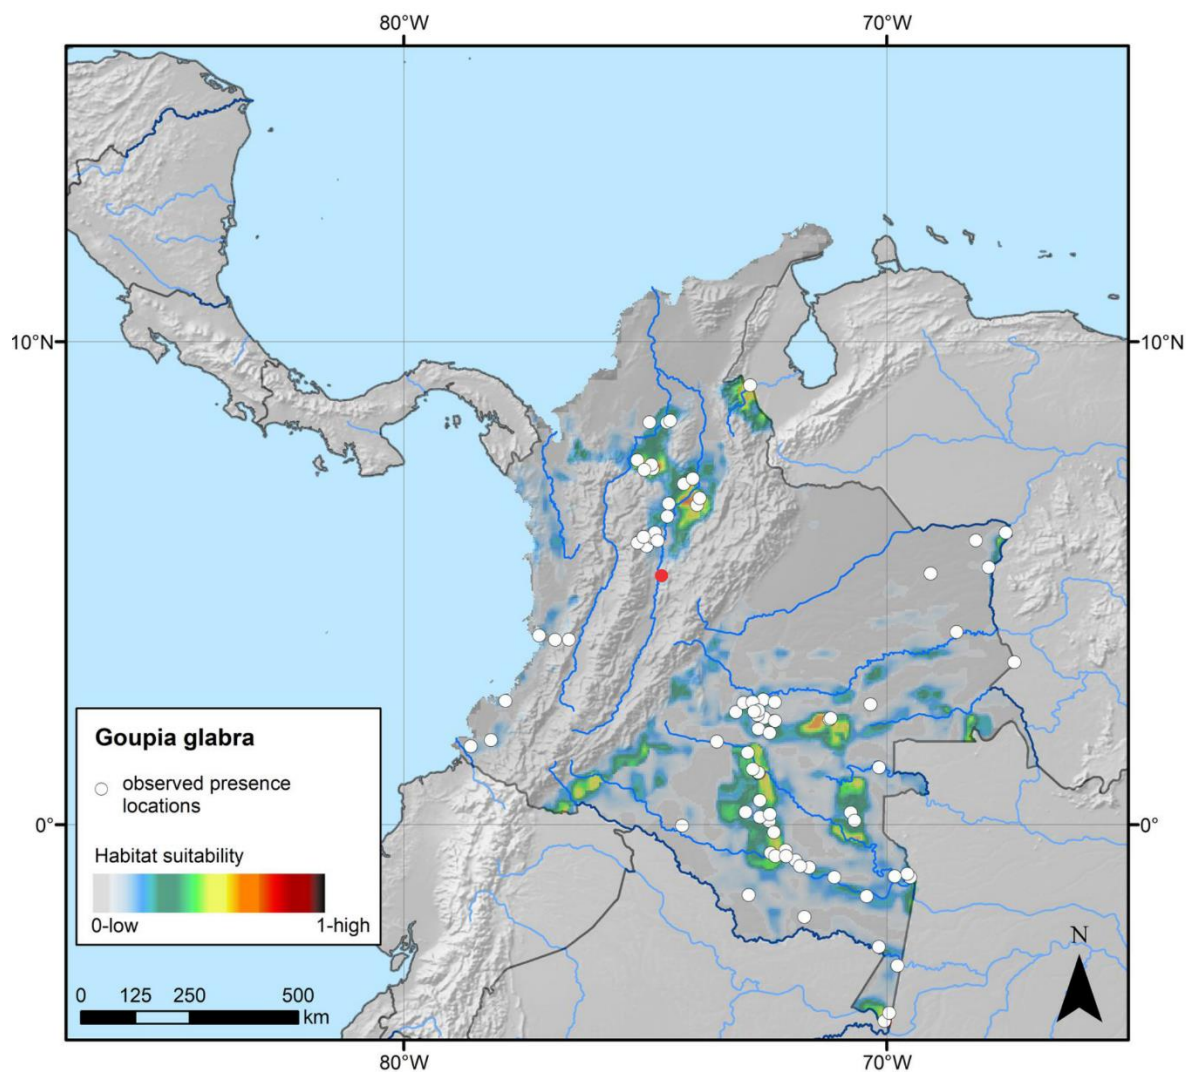 80°W
70°W
10°N
10°N
Goupia glabra
observed presence
locations
0°
0°
Habitat suitability
0-low
1-high
N
0
125
250
500
km
80°W
70°W